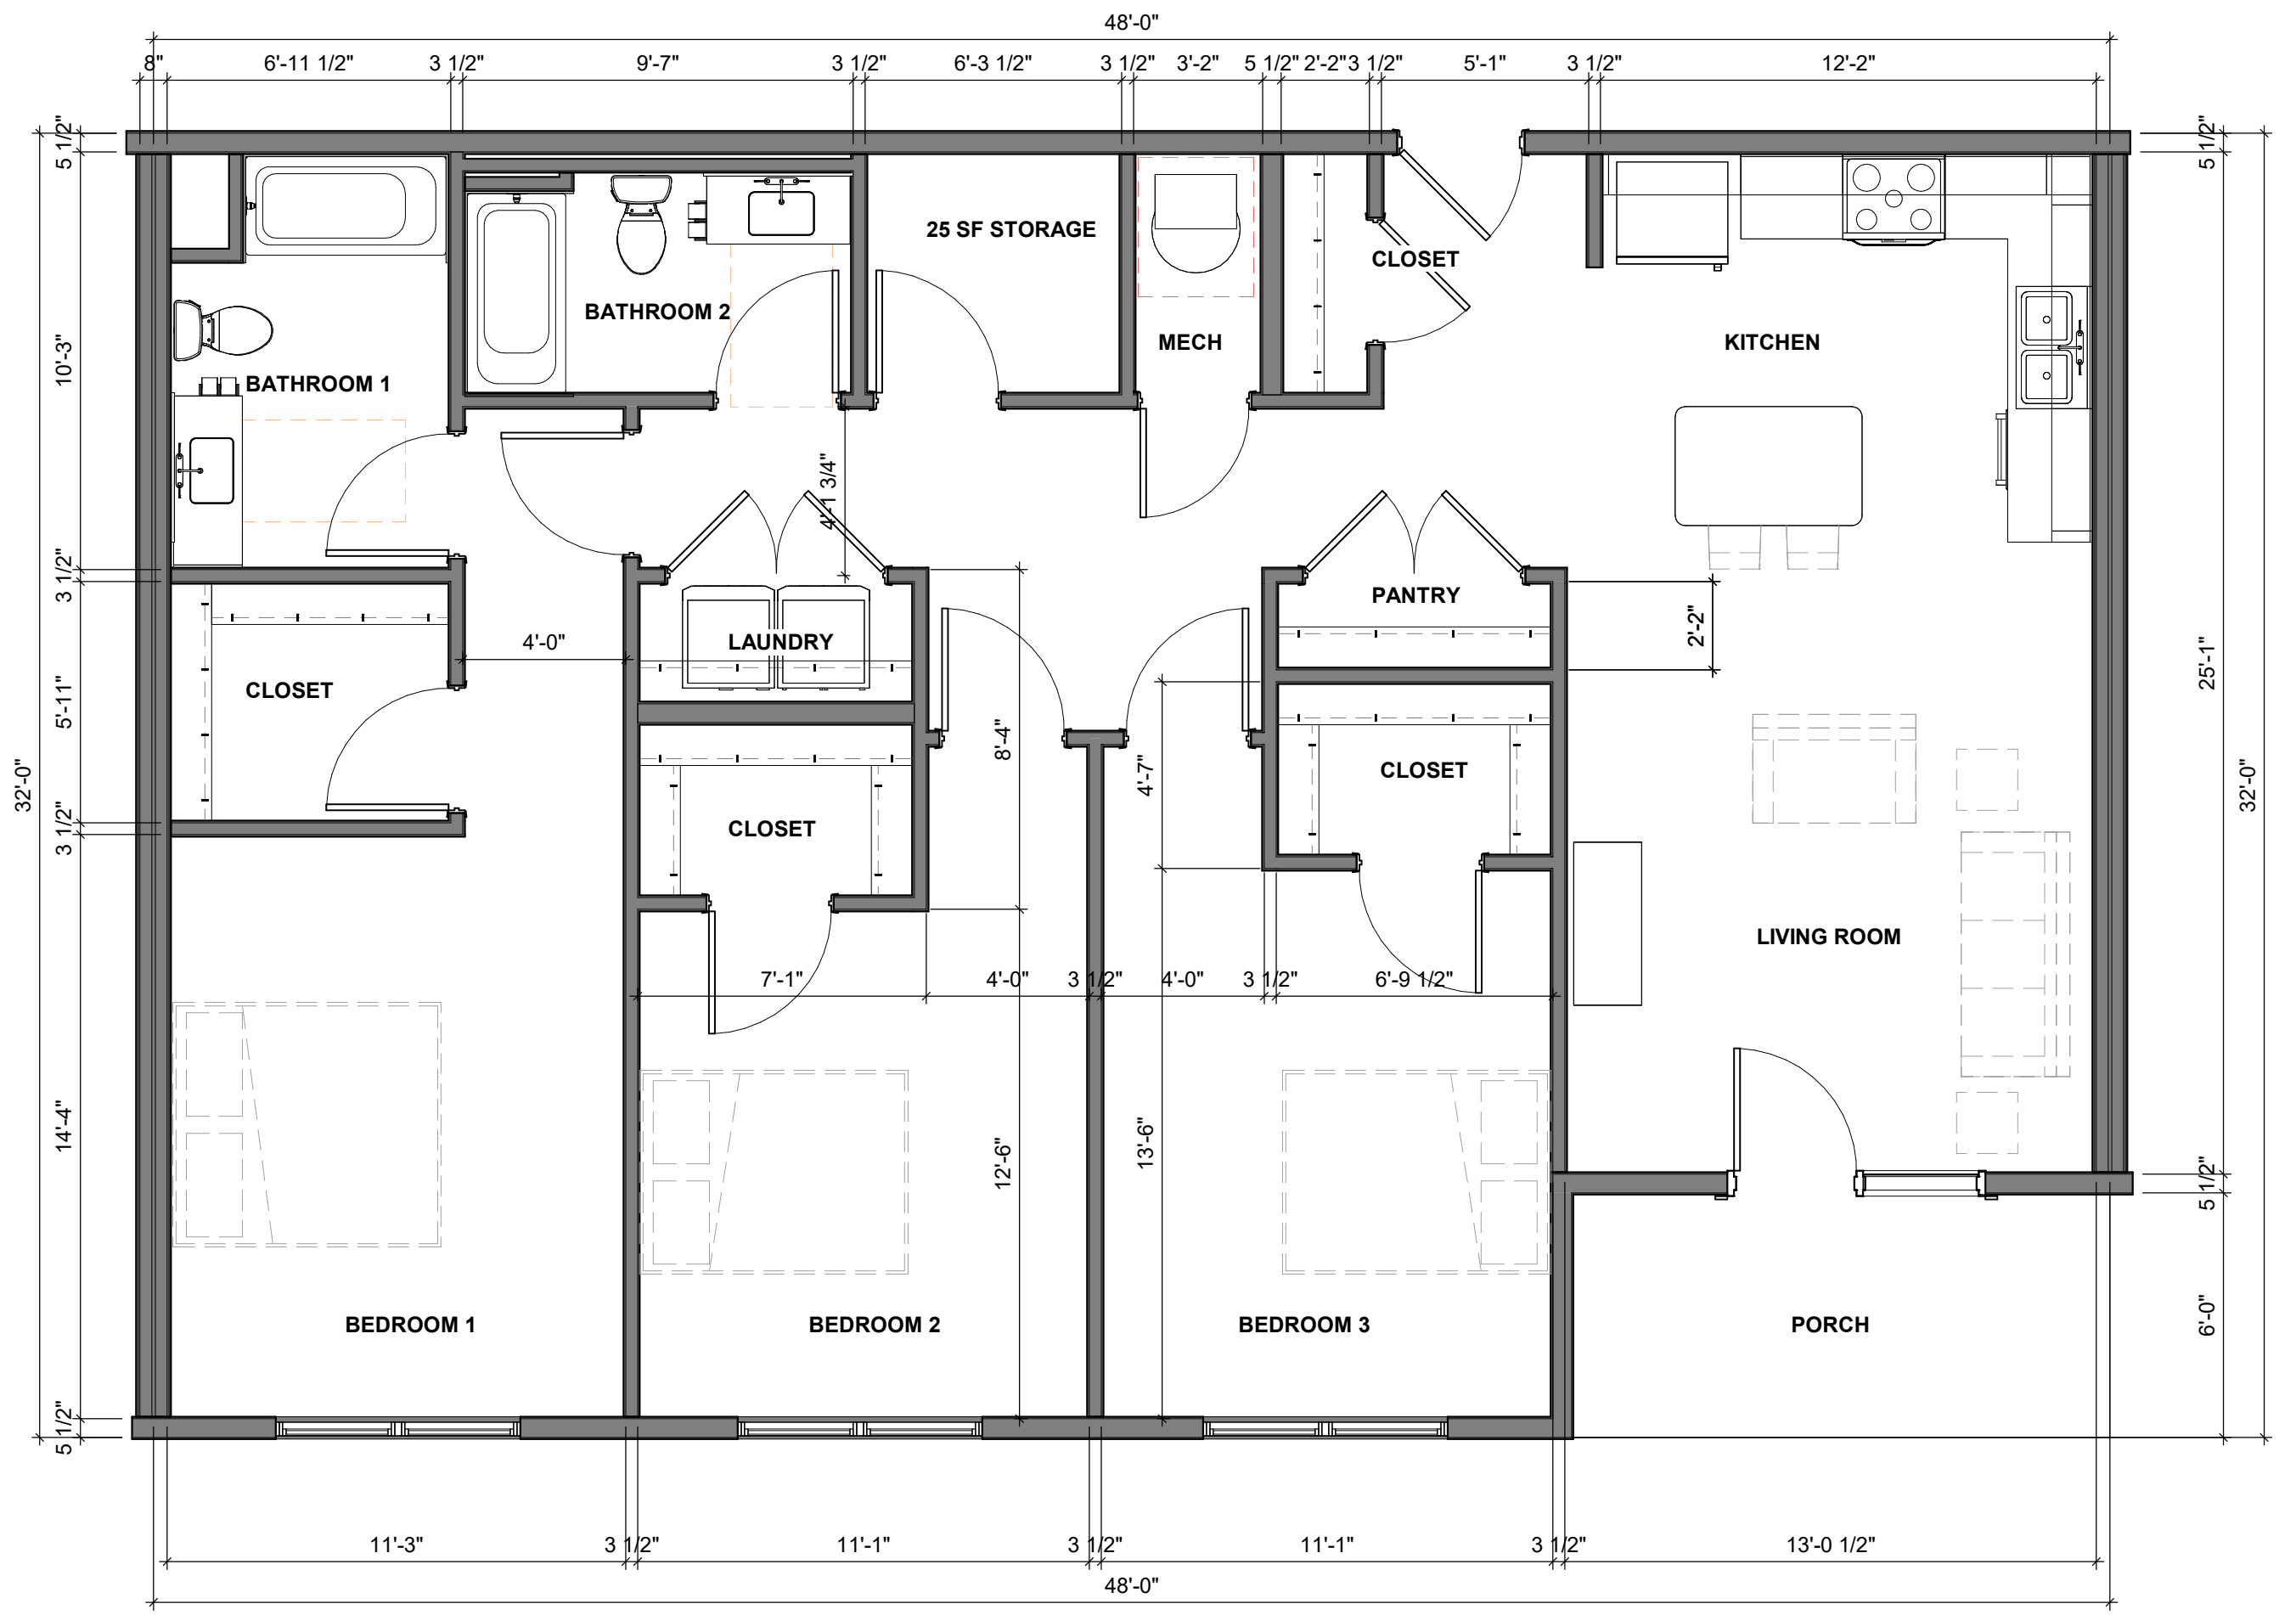 48'-0"
8" 6'-11 1/2" 3 1/2" 9'-7" 3 1/2" 6'-3 1/2" 3 1/2" 3'-2" 5 1/2" 2'-2" 3 1/2" 5'-1" 3 1/2" 12'-2"
5 1/2"
5 1/2"
25 SF STORAGE
CLOSET
BATHROOM 2
MECH
KITCHEN
10'-3"
BATHROOM 1
4'-1 3/4"
3 1/2"
PANTRY
2'-2"
4'-0"
LAUNDRY
25'-1"
CLOSET
5'-11"
8'-4"
4'-7"
CLOSET
32'-0"
32'-0"
3 1/2"
CLOSET
LIVING ROOM
7'-1" 4'-0" 3 1/2" 4'-0" 3 1/2" 6'-9 1/2"
14'-4"
12'-6"
13'-6"
5 1/2"
BEDROOM 1
BEDROOM 2
BEDROOM 3
PORCH
6'-0"
5 1/2"
11'-3" 3 1/2" 11'-1" 3 1/2" 11'-1" 3 1/2" 13'-0 1/2"
48'-0"